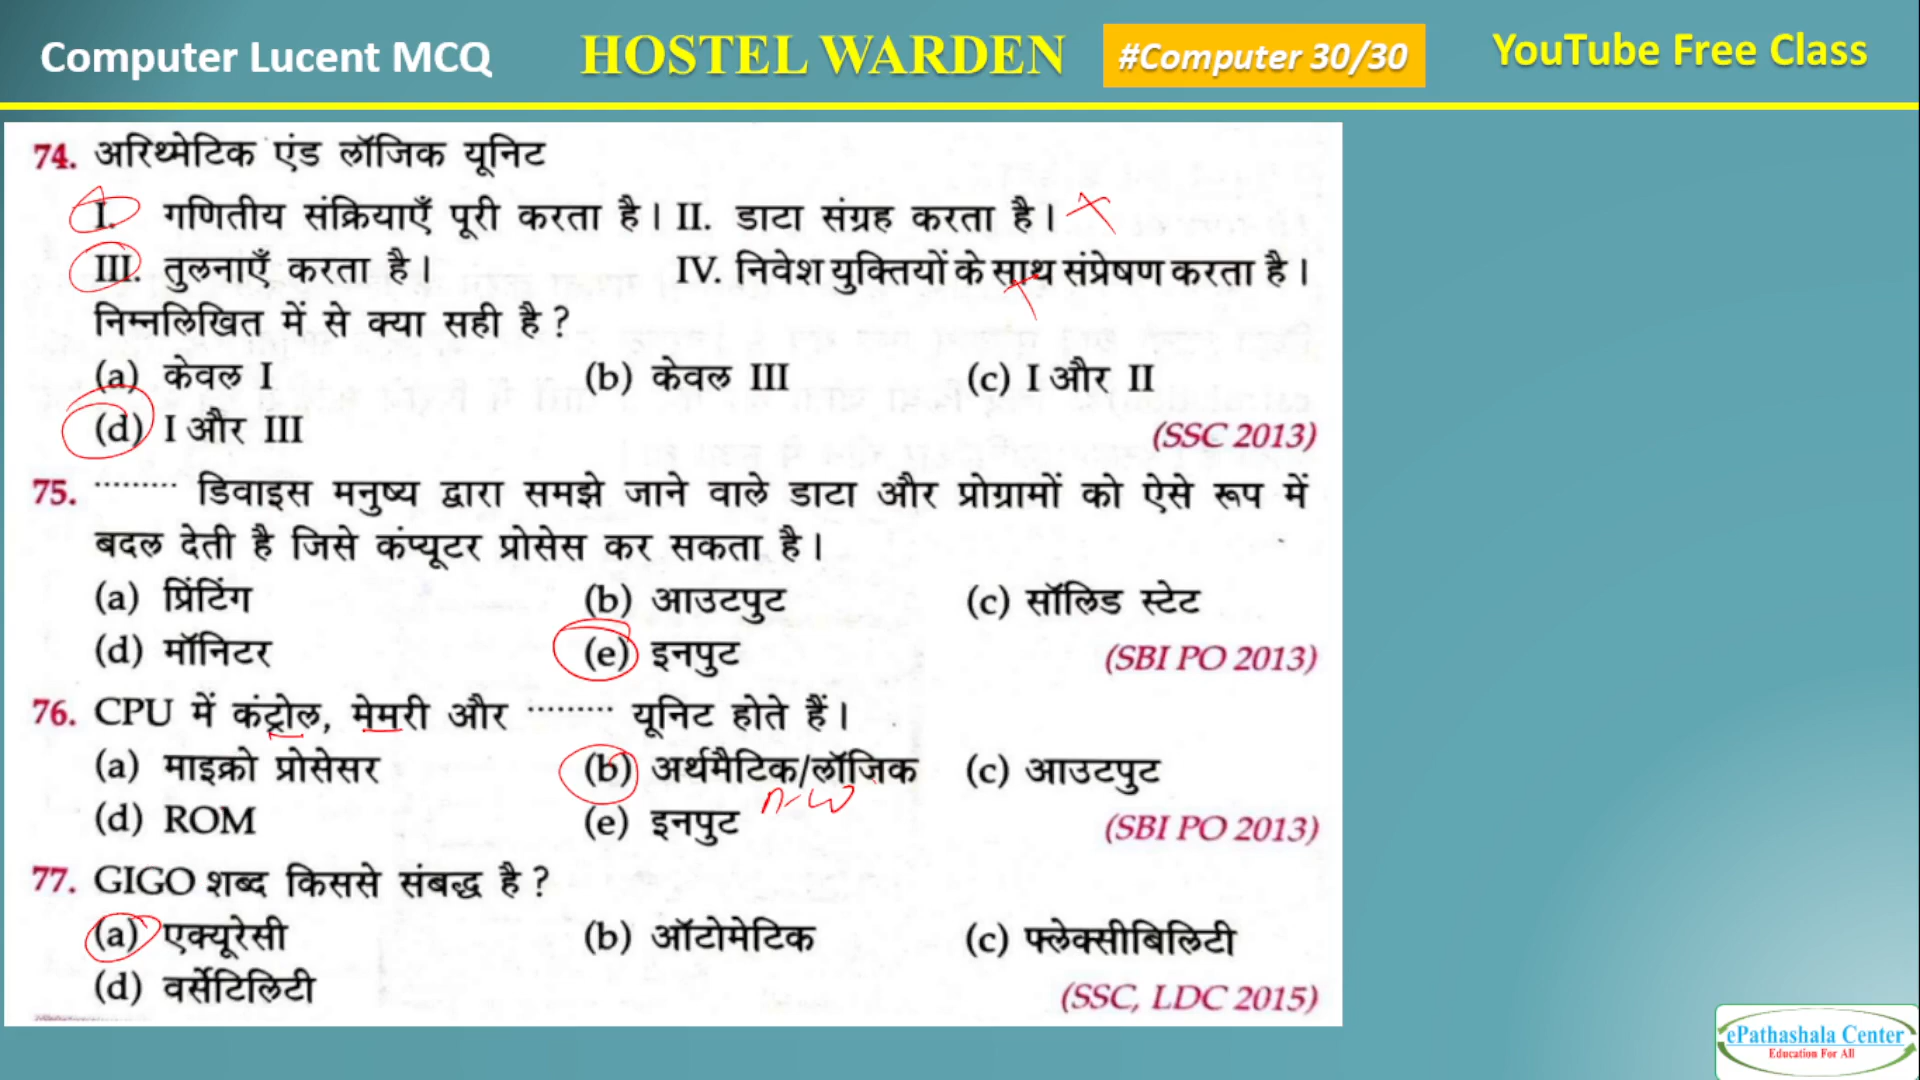 Computer Lucent MCQ HOSTEL WARDEN #Computer 30/30 YouTube Free Class
74. अरिथ्मेटिक एंड लॉजिक यूनिट
I. गणितीय संक्रियाएँ पूरी करता है। II. डाटा संग्रह करता है।
III. तुलनाएँ करता है। IV. निवेश युक्तियों के साथ संप्रेषण करता है।
निम्नलिखित में से क्या सही है ?
(a) केवल I (b) केवल III (c) I और II
(d) I और III (SSC 2013)
75. ········· डिवाइस मनुष्य द्वारा समझे जाने वाले डाटा और प्रोग्रामों को ऐसे रूप में
बदल देती है जिसे कंप्यूटर प्रोसेस कर सकता है।
(a) प्रिंटिंग (b) आउटपुट (c) सॉलिड स्टेट
(d) मॉनिटर (e) इनपुट (SBI PO 2013)
76. CPU में कंट्रोल, मेमरी और ········· यूनिट होते हैं।
(a) माइक्रो प्रोसेसर (b) अर्थमैटिक/लॉजिक (c) आउटपुट
(d) ROM (e) इनपुट (SBI PO 2013)
77. GIGO शब्द किससे संबद्ध है ?
(a) एक्यूरेसी (b) ऑटोमेटिक (c) फ्लेक्सीबिलिटी
(d) वर्सेटिलिटी (SSC, LDC 2015)
ePathashala Center
Education For All